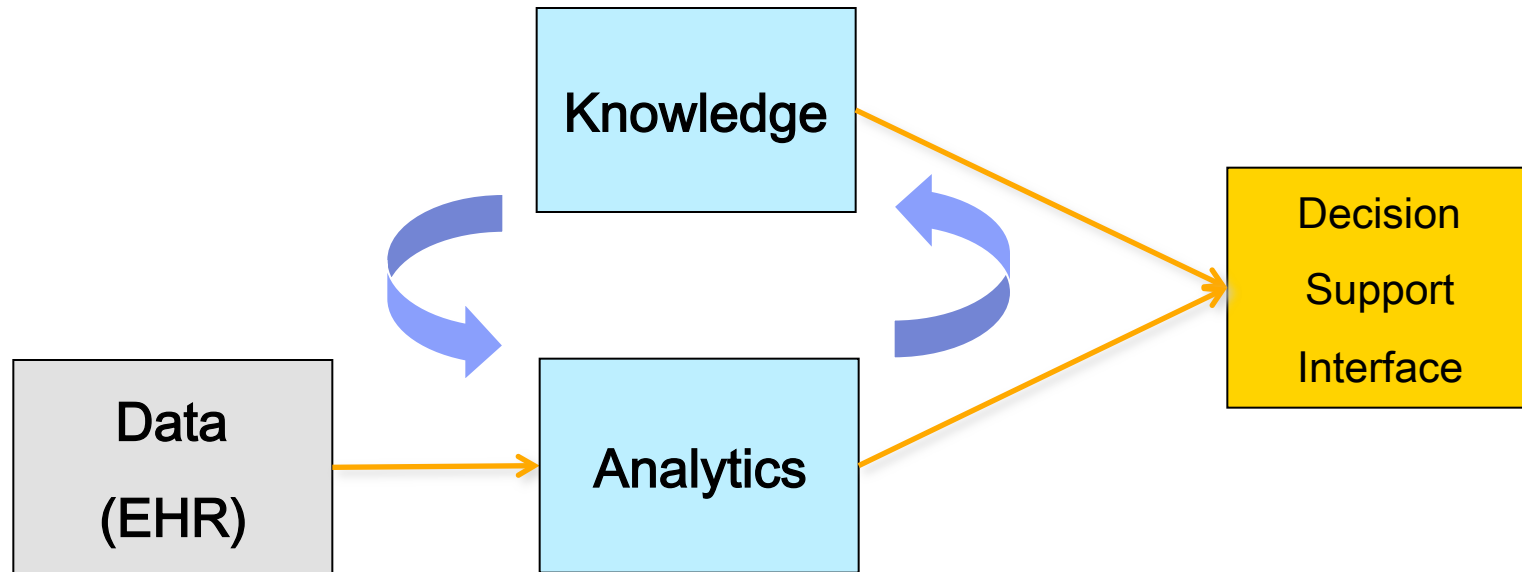 Knowledge
Decision
Support
Interface
Data
(EHR)
Analytics